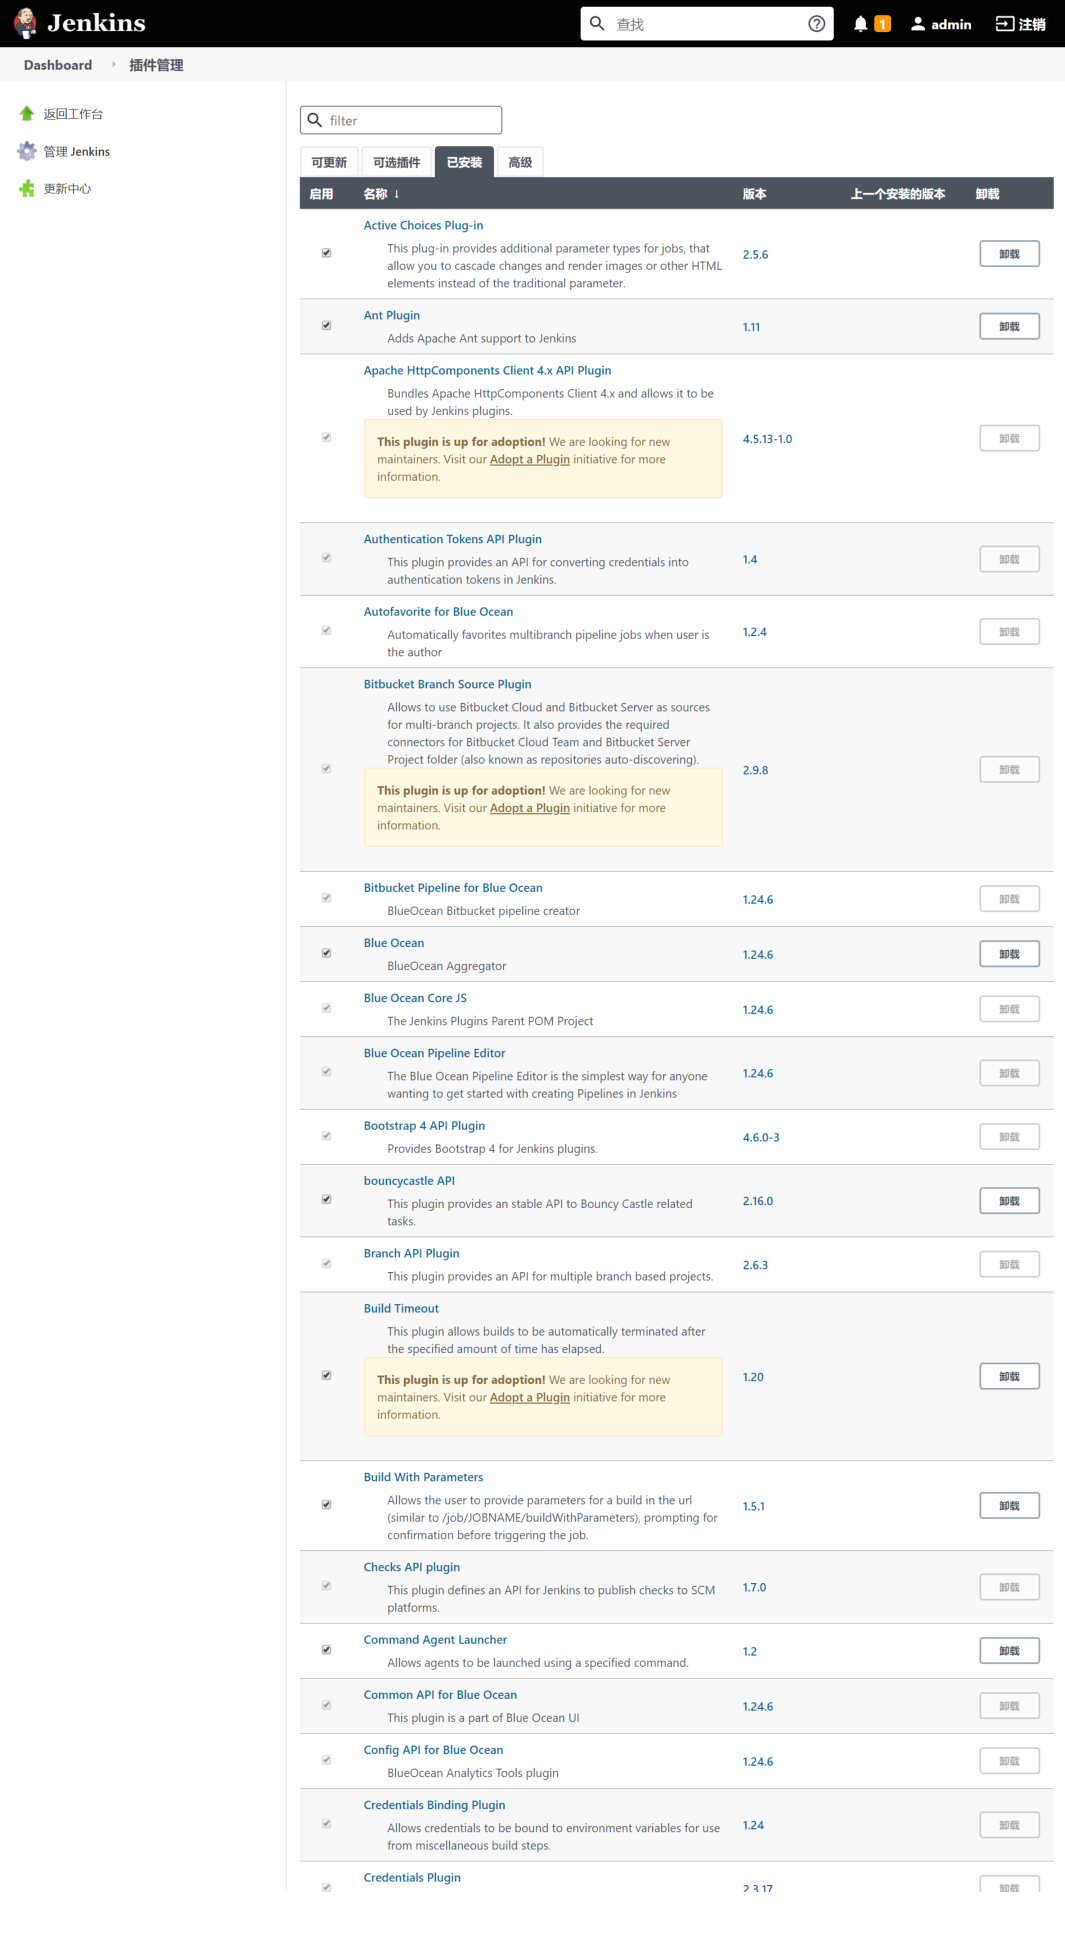 Jenkins
查找
1
admin
注销
Dashboard
插件管理
返回工作台
管理 Jenkins
更新中心
filter
可更新
可选插件
已安装
高级
启用
名称 ↓
版本
上一个安装的版本
卸载
Active Choices Plug-in
This plug-in provides additional parameter types for jobs, that
allow you to cascade changes and render images or other HTML
elements instead of the traditional parameter.
2.5.6
卸载
Ant Plugin
Adds Apache Ant support to Jenkins
1.11
卸载
Apache HttpComponents Client 4.x API Plugin
Bundles Apache HttpComponents Client 4.x and allows it to be
used by Jenkins plugins.
This plugin is up for adoption! We are looking for new
maintainers. Visit our Adopt a Plugin initiative for more
information.
4.5.13-1.0
卸载
Authentication Tokens API Plugin
This plugin provides an API for converting credentials into
authentication tokens in Jenkins.
1.4
卸载
Autofavorite for Blue Ocean
Automatically favorites multibranch pipeline jobs when user is
the author
1.2.4
卸载
Bitbucket Branch Source Plugin
Allows to use Bitbucket Cloud and Bitbucket Server as sources
for multi-branch projects. It also provides the required
connectors for Bitbucket Cloud Team and Bitbucket Server
Project folder (also known as repositories auto-discovering).
This plugin is up for adoption! We are looking for new
maintainers. Visit our Adopt a Plugin initiative for more
information.
2.9.8
卸载
Bitbucket Pipeline for Blue Ocean
BlueOcean Bitbucket pipeline creator
1.24.6
卸载
Blue Ocean
BlueOcean Aggregator
1.24.6
卸载
Blue Ocean Core JS
The Jenkins Plugins Parent POM Project
1.24.6
卸载
Blue Ocean Pipeline Editor
The Blue Ocean Pipeline Editor is the simplest way for anyone
wanting to get started with creating Pipelines in Jenkins
1.24.6
卸载
Bootstrap 4 API Plugin
Provides Bootstrap 4 for Jenkins plugins.
4.6.0-3
卸载
bouncycastle API
This plugin provides an stable API to Bouncy Castle related
tasks.
2.16.0
卸载
Branch API Plugin
This plugin provides an API for multiple branch based projects.
2.6.3
卸载
Build Timeout
This plugin allows builds to be automatically terminated after
the specified amount of time has elapsed.
This plugin is up for adoption! We are looking for new
maintainers. Visit our Adopt a Plugin initiative for more
information.
1.20
卸载
Build With Parameters
Allows the user to provide parameters for a build in the url
(similar to /job/JOBNAME/buildWithParameters), prompting for
confirmation before triggering the job.
1.5.1
卸载
Checks API plugin
This plugin defines an API for Jenkins to publish checks to SCM
platforms.
1.7.0
卸载
Command Agent Launcher
Allows agents to be launched using a specified command.
1.2
卸载
Common API for Blue Ocean
This plugin is a part of Blue Ocean UI
1.24.6
卸载
Config API for Blue Ocean
BlueOcean Analytics Tools plugin
1.24.6
卸载
Credentials Binding Plugin
Allows credentials to be bound to environment variables for use
from miscellaneous build steps.
1.24
卸载
Credentials Plugin
2.3.17
卸载